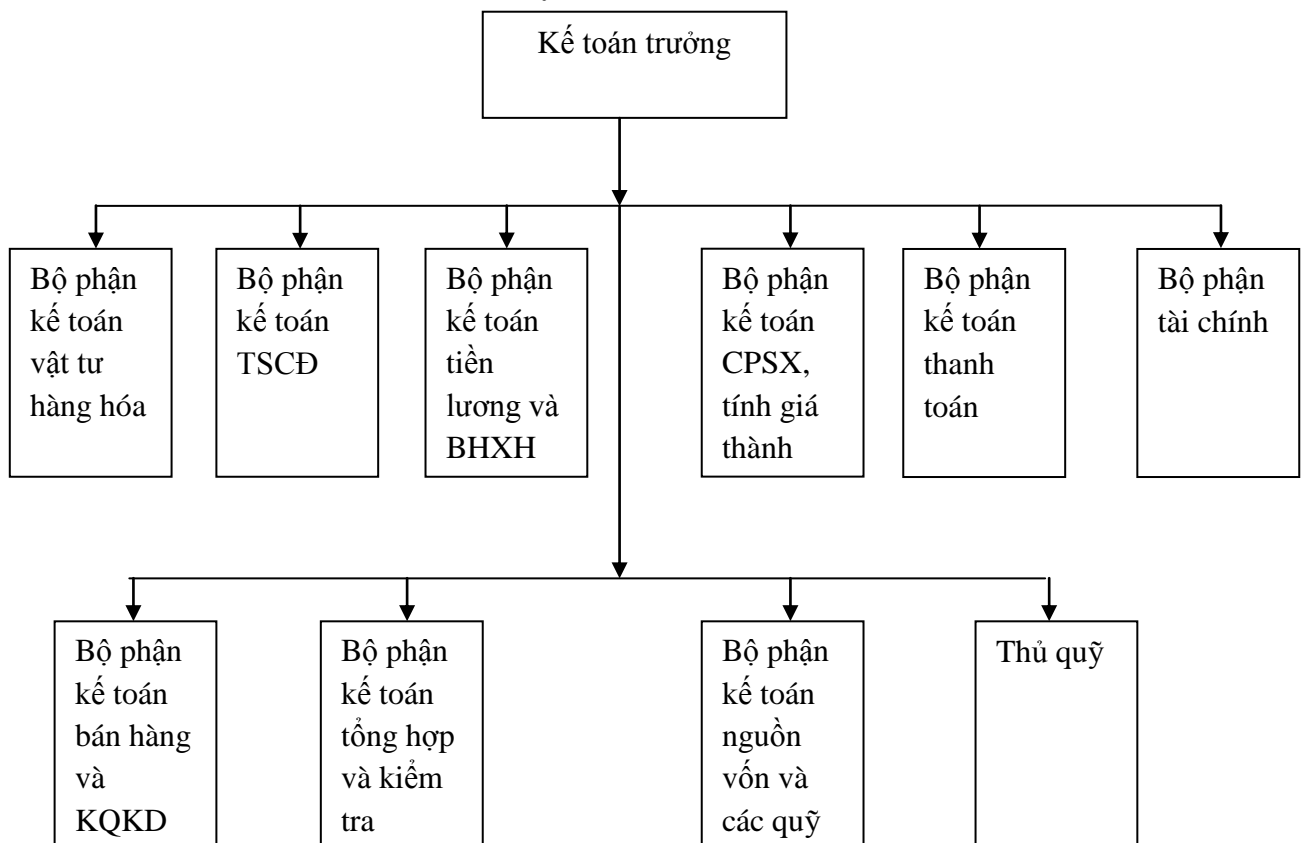 Kế toán trưởng
Bộ phận
kế toán
vật tư
hàng hóa
Bộ phận
kế toán
TSCĐ
Bộ phận
kế toán
tiền
lương và
BHXH
Bộ phận
kế toán
CPSX,
tính giá
thành
Bộ phận
kế toán
thanh
toán
Bộ phận
tài chính
Bộ phận
kế toán
bán hàng
và
KQKD
Bộ phận
kế toán
tổng hợp
và kiểm
tra
Bộ phận
kế toán
nguồn
vốn và
các quỹ
Thủ quỹ